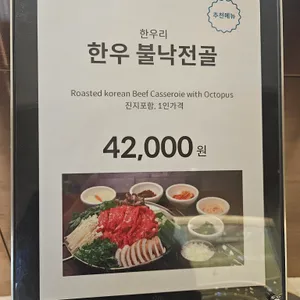 추천메뉴
한우리
한우 불낙전골
Roasted korean Beef Casseroie with Octopus
진지포함, 1인가격
42,000 원